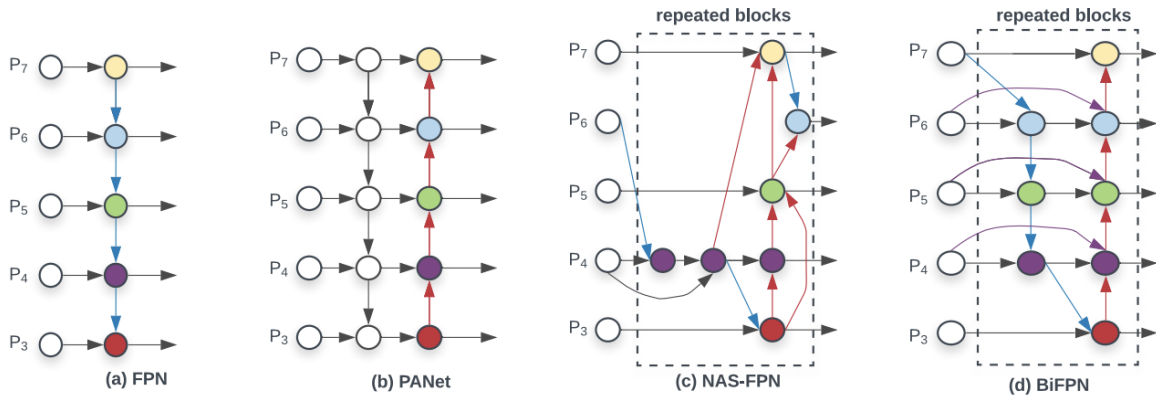 repeated blocks
repeated blocks
P7
P6
P5
P4
P3
P7
P6
P5
P4
P3
P7
P6
P5
P4
P3
P7
P6
P5
P4
P3
(a) FPN
(b) PANet
(c) NAS-FPN
(d) BiFPN